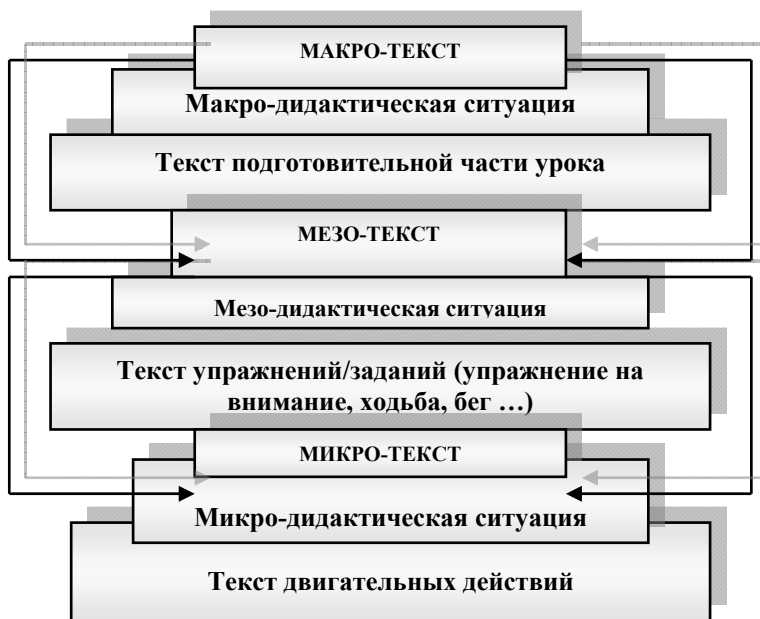 МАКРО-ТЕКСТ
Макро-дидактическая ситуация
Текст подготовительной части урока
МЕЗО-ТЕКСТ
Мезо-дидактическая ситуация
Текст упражнений/заданий (упражнение на
внимание, ходьба, бег …)
МИКРО-ТЕКСТ
Микро-дидактическая ситуация
Текст двигательных действий